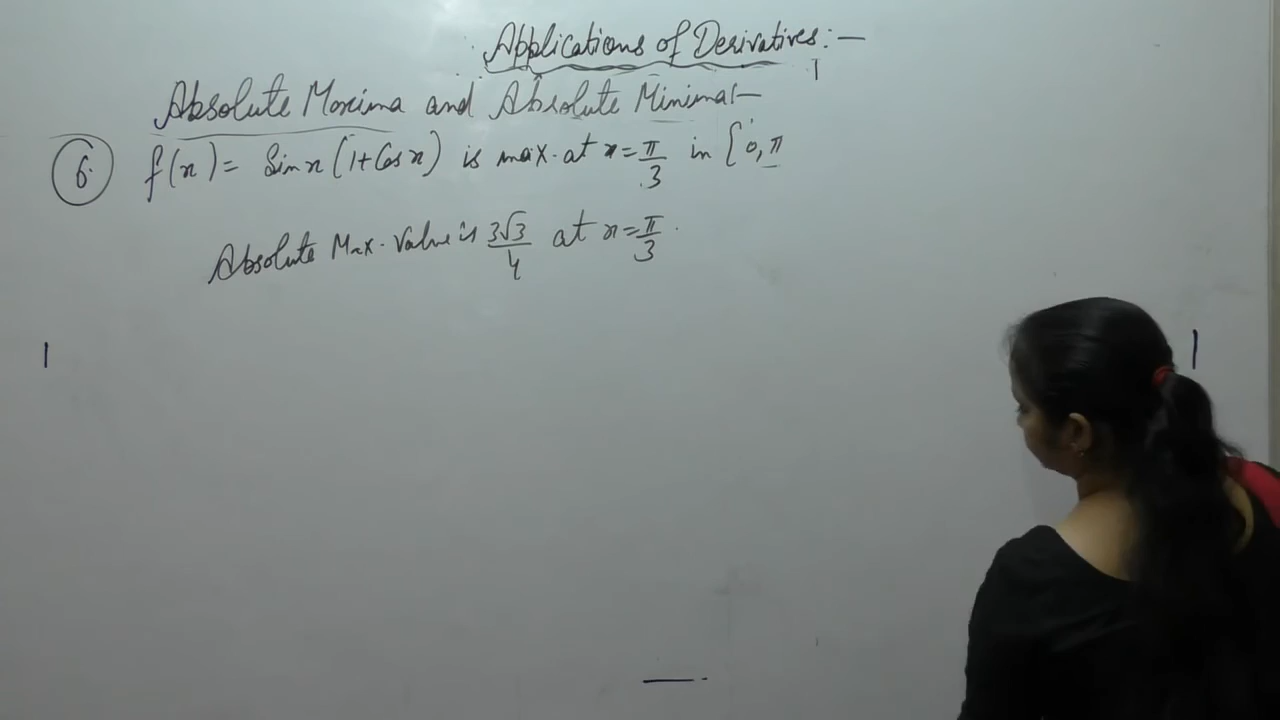 Applications of Derivatives:-
Absolute Maxima and Absolute Minima:-
6. f(x) = Sin x (1 + Cos x) is max. at x = π/3 in [0, π
Absolute Max. Value is 3√3/4 at x = π/3.